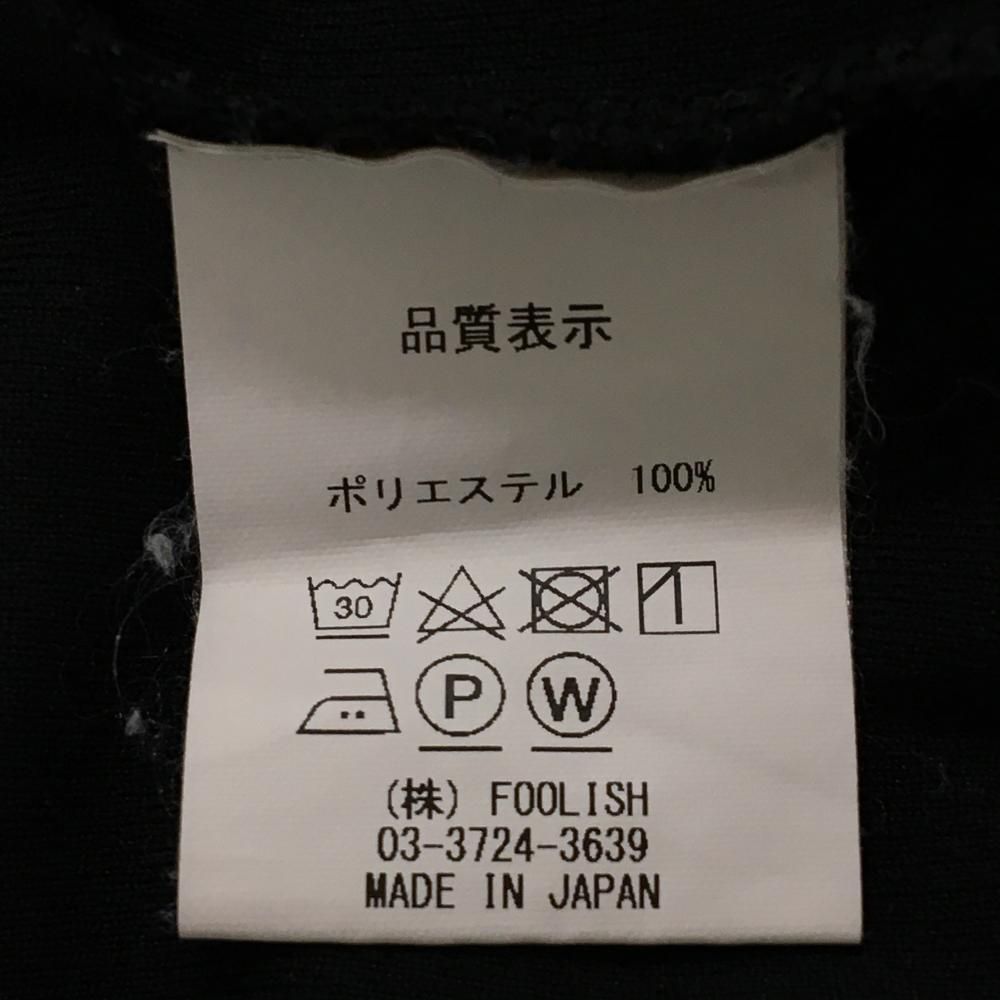 品質表示
ポリエステル 100%
30
P W
(株) FOOLISH
03-3724-3639
MADE IN JAPAN